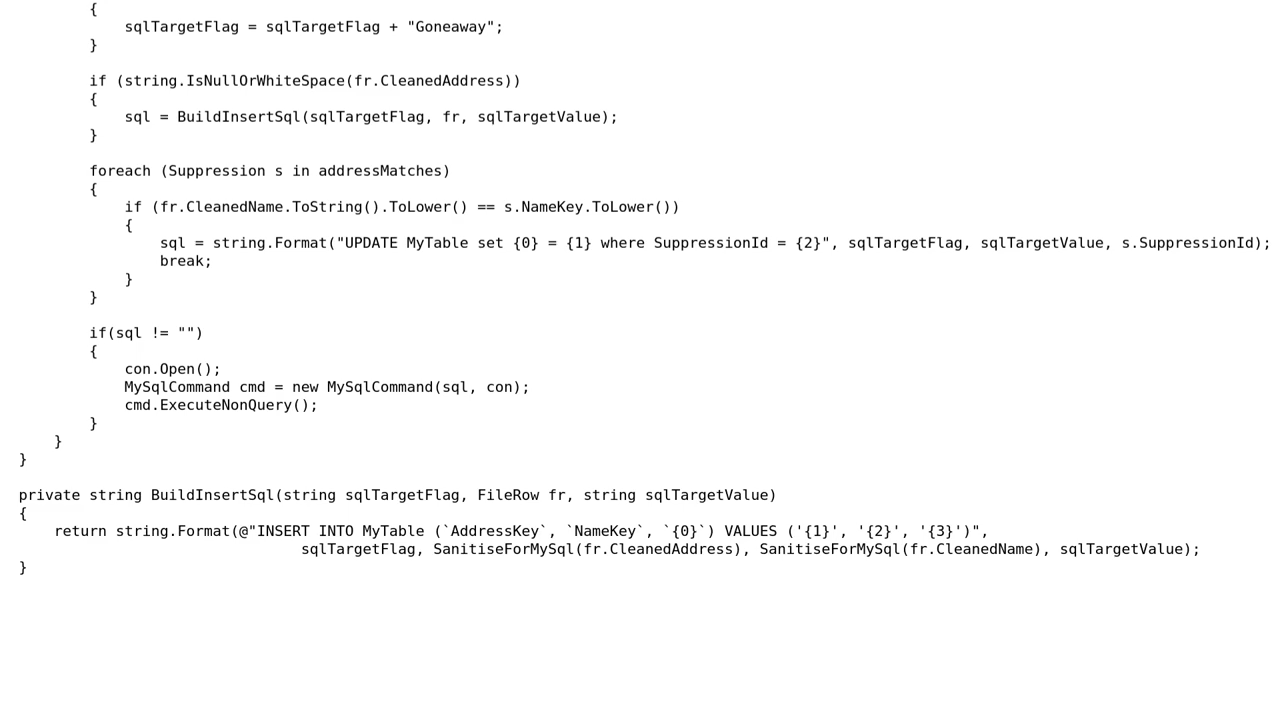 {
sqlTargetFlag = sqlTargetFlag + "Goneaway";
}
if (string.IsNullOrWhiteSpace(fr.CleanedAddress))
{
sql = BuildInsertSql(sqlTargetFlag, fr, sqlTargetValue);
}
foreach (Suppression s in addressMatches)
{
if (fr.CleanedName.ToString().ToLower() == s.NameKey.ToLower())
{
sql = string.Format("UPDATE MyTable set {0} = {1} where SuppressionId = {2}", sqlTargetFlag, sqlTargetValue, s.SuppressionId);
break;
}
}
if(sql != "")
{
con.Open();
MySqlCommand cmd = new MySqlCommand(sql, con);
cmd.ExecuteNonQuery();
}
}
}
private string BuildInsertSql(string sqlTargetFlag, FileRow fr, string sqlTargetValue)
{
return string.Format(@"INSERT INTO MyTable (`AddressKey`, `NameKey`, `{0}`) VALUES ('{1}', '{2}', '{3}')",
sqlTargetFlag, SanitiseForMySql(fr.CleanedAddress), SanitiseForMySql(fr.CleanedName), sqlTargetValue);
}